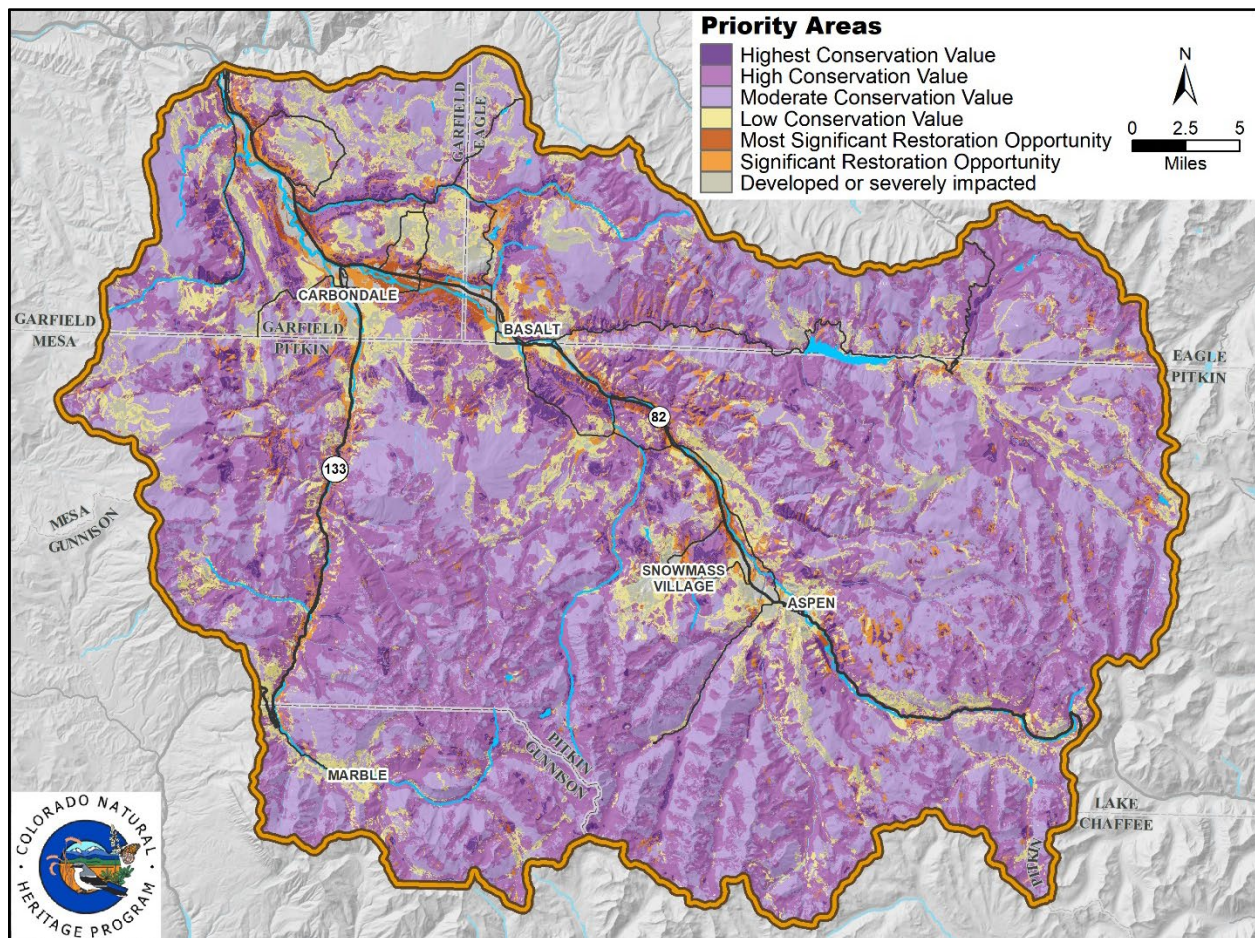 Priority Areas
Highest Conservation Value
High Conservation Value
Moderate Conservation Value
Low Conservation Value
Most Significant Restoration Opportunity
Significant Restoration Opportunity
Developed or severely impacted
N
0 2.5 5
Miles
GARFIELD
EAGLE
CARBONDALE
GARFIELD
MESA
GARFIELD
PITKIN
BASALT
EAGLE
PITKIN
82
133
MESA
GUNNISON
SNOWMASS
VILLAGE
ASPEN
PITKIN
GUNNISON
MARBLE
LAKE
CHAFFEE
PITKIN
COLORADO NATURAL
HERITAGE PROGRAM